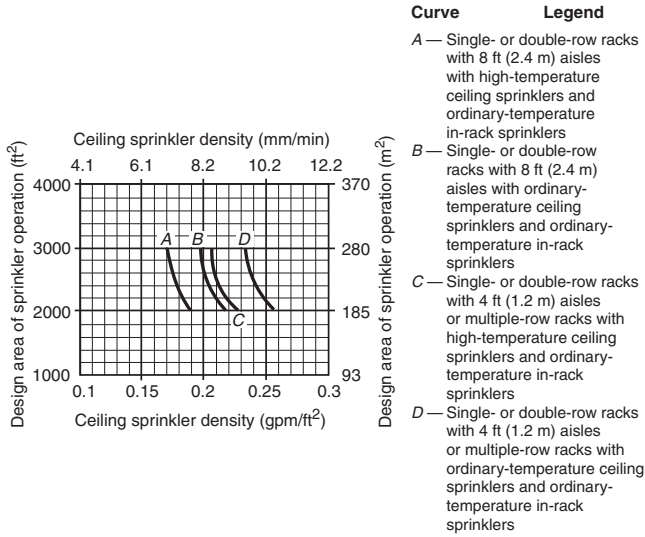 Ceiling sprinkler density (mm/min)
4.1 6.1 8.2 10.2 12.2
Design area of sprinkler operation (ft²)
4000
3000
2000
1000
A B D
C
370
280
185
93
Design area of sprinkler operation (m²)
0.1 0.15 0.2 0.25 0.3
Ceiling sprinkler density (gpm/ft²)
Curve Legend
A — Single- or double-row racks
with 8 ft (2.4 m) aisles
with high-temperature
ceiling sprinklers and
ordinary-temperature
in-rack sprinklers
B — Single- or double-row
racks with 8 ft (2.4 m)
aisles with ordinary-
temperature ceiling
sprinklers and ordinary-
temperature in-rack
sprinklers
C — Single- or double-row racks
with 4 ft (1.2 m) aisles
or multiple-row racks with
high-temperature ceiling
sprinklers and ordinary-
temperature in-rack
sprinklers
D — Single- or double-row racks
with 4 ft (1.2 m) aisles
or multiple-row racks with
ordinary-temperature ceiling
sprinklers and ordinary-
temperature in-rack
sprinklers